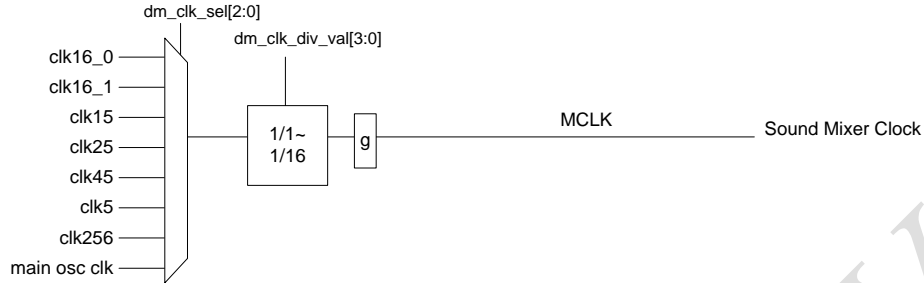 dm_clk_sel[2:0]
dm_clk_div_val[3:0]
clk16_0
clk16_1
clk15
clk25
clk45
clk5
clk256
main osc clk
1/1~
1/16
g
MCLK
Sound Mixer Clock